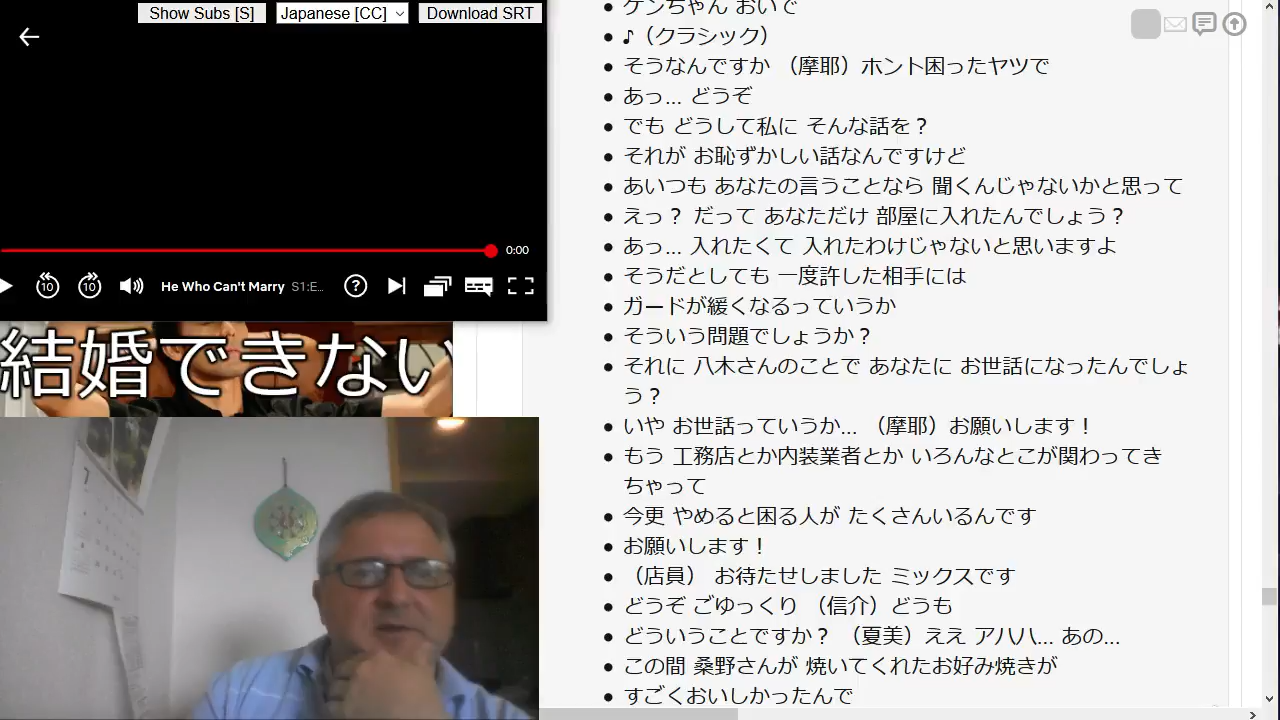 Show Subs [S]
Japanese [CC]
Download SRT
0:00
10
10
He Who Can't Marry S1:E...
?
結婚できない
7
ケンちゃん おいで
♪（クラシック）
そうなんですか （摩耶）ホント困ったヤツで
あっ… どうぞ
でも どうして私に そんな話を？
それが お恥ずかしい話なんですけど
あいつも あなたの言うことなら 聞くんじゃないかと思って
えっ？ だって あなただけ 部屋に入れたんでしょう？
あっ… 入れたくて 入れたわけじゃないと思いますよ
そうだとしても 一度許した相手には
ガードが緩くなるっていうか
そういう問題でしょうか？
それに 八木さんのことで あなたに お世話になったんでしょ
う？
いや お世話っていうか… （摩耶）お願いします！
もう 工務店とか内装業者とか いろんなとこが関わってき
ちゃって
今更 やめると困る人が たくさんいるんです
お願いします！
（店員） お待たせしました ミックスです
どうぞ ごゆっくり （信介）どうも
どういうことですか？ （夏美）ええ アハハ… あの…
この間 桑野さんが 焼いてくれたお好み焼きが
すごくおいしかったんで